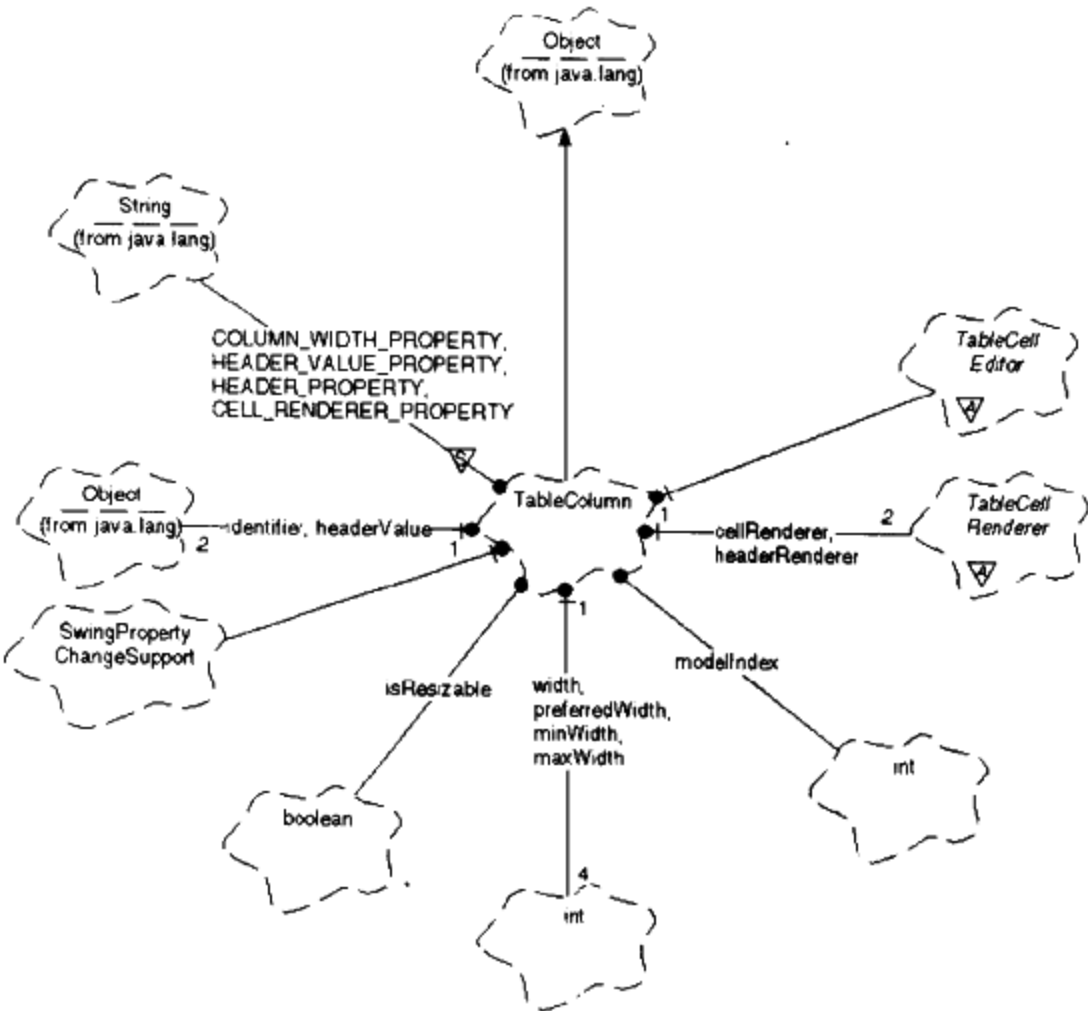 Object
(from java.lang)
String
(from java.lang)
COLUMN_WIDTH_PROPERTY,
HEADER_VALUE_PROPERTY,
HEADER_PROPERTY,
CELL_RENDERER_PROPERTY
S
TableCell
Editor
A
Object
(from java.lang)
2
identifier, headerValue
1
TableColumn
1
cellRenderer,
headerRenderer
2
TableCell
Renderer
A
SwingProperty
ChangeSupport
1
isResizable
width,
preferredWidth,
minWidth,
maxWidth
modelIndex
int
boolean
4
int